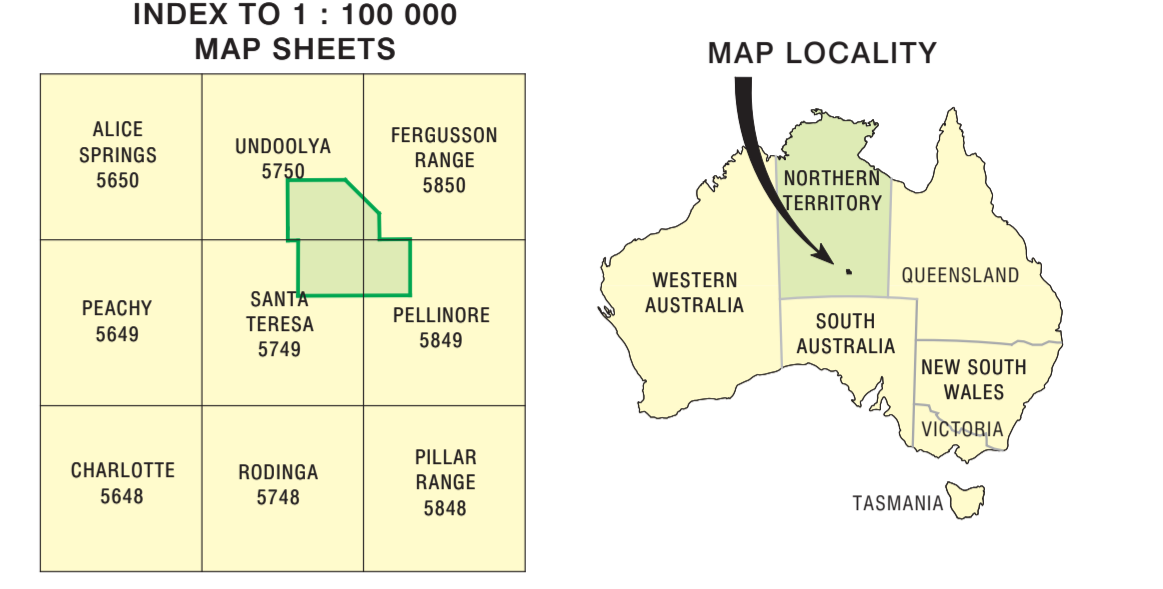 INDEX TO 1 : 100 000
MAP SHEETS
ALICE
SPRINGS
5650
UNDOOLYA
5750
FERGUSSON
RANGE
5850
PEACHY
5649
SANTA
TERESA
5749
PELLINORE
5849
CHARLOTTE
5648
RODINGA
5748
PILLAR
RANGE
5848
MAP LOCALITY
NORTHERN
TERRITORY
WESTERN
AUSTRALIA
QUEENSLAND
SOUTH
AUSTRALIA
NEW SOUTH
WALES
VICTORIA
TASMANIA